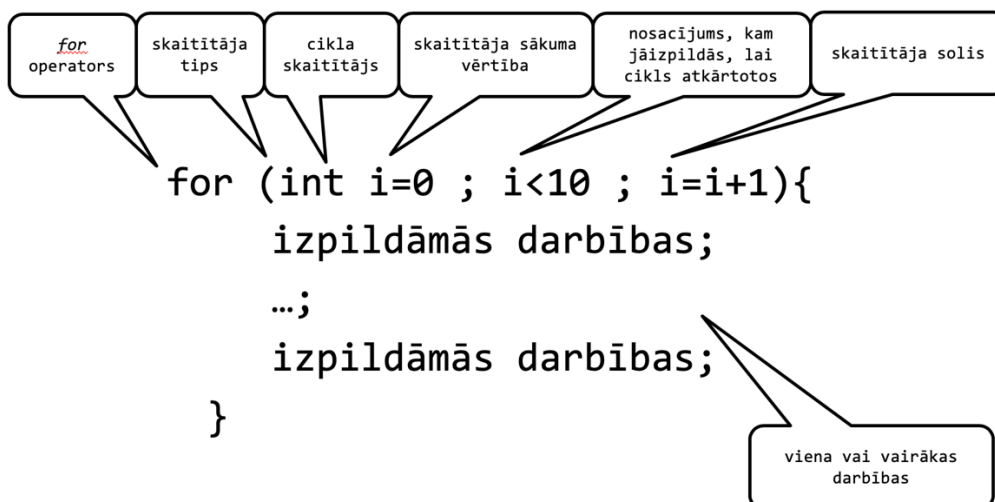 for
operators
skaitītāja
tips
cikla
skaitītājs
skaitītāja sākuma
vērtība
nosacījums, kam
jāizpildās, lai
cikls atkārtotos
skaitītāja solis
for (int i=0 ; i<10 ; i=i+1){
izpildāmās darbības;
…;
izpildāmās darbības;
}
viena vai vairākas
darbības